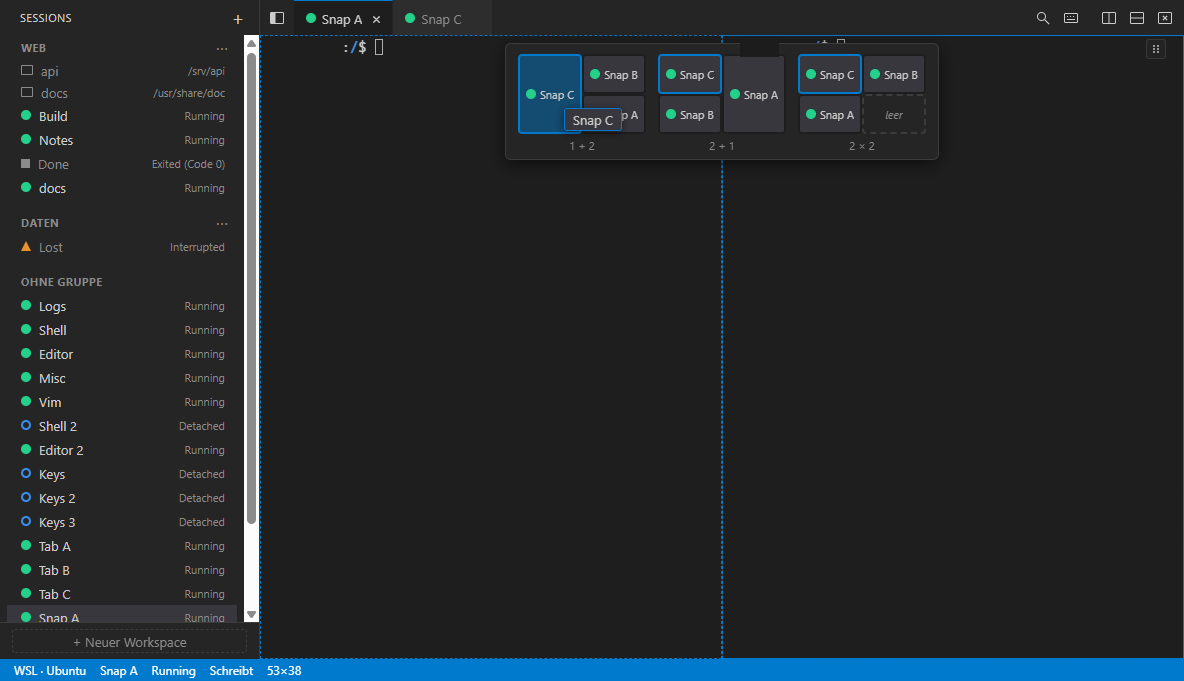 SESSIONS +
Snap A ×
Snap C
WEB ...
api /srv/api
docs /usr/share/doc
Build Running
Notes Running
Done Exited (Code 0)
docs Running
DATEN ...
Lost Interrupted
OHNE GRUPPE
Logs Running
Shell Running
Editor Running
Misc Running
Vim Running
Shell 2 Detached
Editor 2 Running
Keys Detached
Keys 2 Detached
Keys 3 Detached
Tab A Running
Tab B Running
Tab C Running
Snap A Running
+ Neuer Workspace
:/$
Snap C
Snap B
p A
Snap C
1 + 2
Snap C
Snap B
Snap A
2 + 1
Snap C
Snap B
Snap A
leer
2 × 2
WSL · Ubuntu Snap A Running Schreibt 53×38